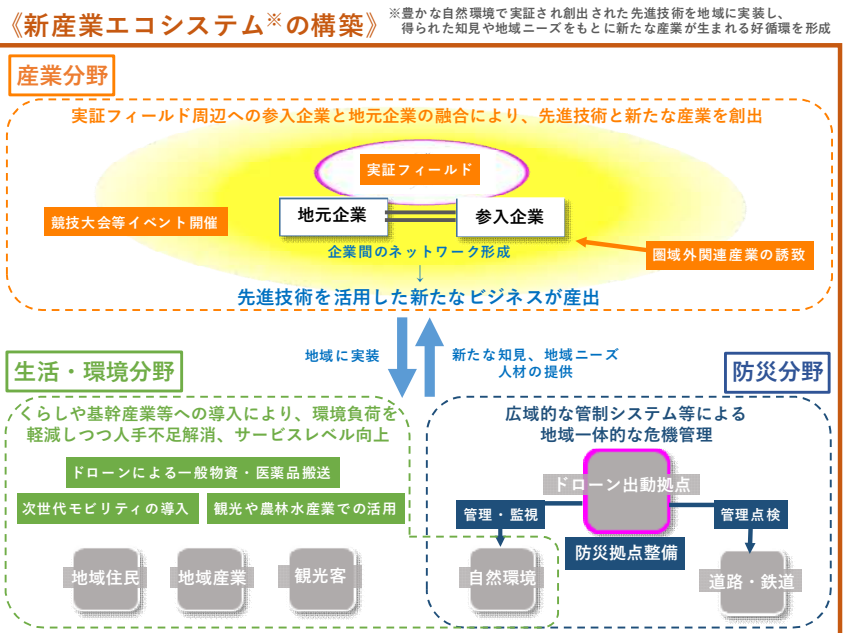 《新産業エコシステム※の構築》
※豊かな自然環境で実証され創出された先進技術を地域に実装し、
得られた知見や地域ニーズをもとに新たな産業が生まれる好循環を形成
産業分野
実証フィールド周辺への参入企業と地元企業の融合により、先進技術と新たな産業を創出
実証フィールド
地元企業
参入企業
競技大会等イベント開催
企業間のネットワーク形成
圏域外関連産業の誘致
↓
先進技術を活用した新たなビジネスが産出
地域に実装
新たな知見、地域ニーズ
人材の提供
生活・環境分野
防災分野
くらしや基幹産業等への導入により、環境負荷を
軽減しつつ人手不足解消、サービスレベル向上
広域的な管制システム等による
地域一体的な危機管理
ドローンによる一般物資・医薬品搬送
次世代モビリティの導入
観光や農林水産業での活用
ドローン出動拠点
管理・監視
管理点検
防災拠点整備
地域住民
地域産業
観光客
自然環境
道路・鉄道